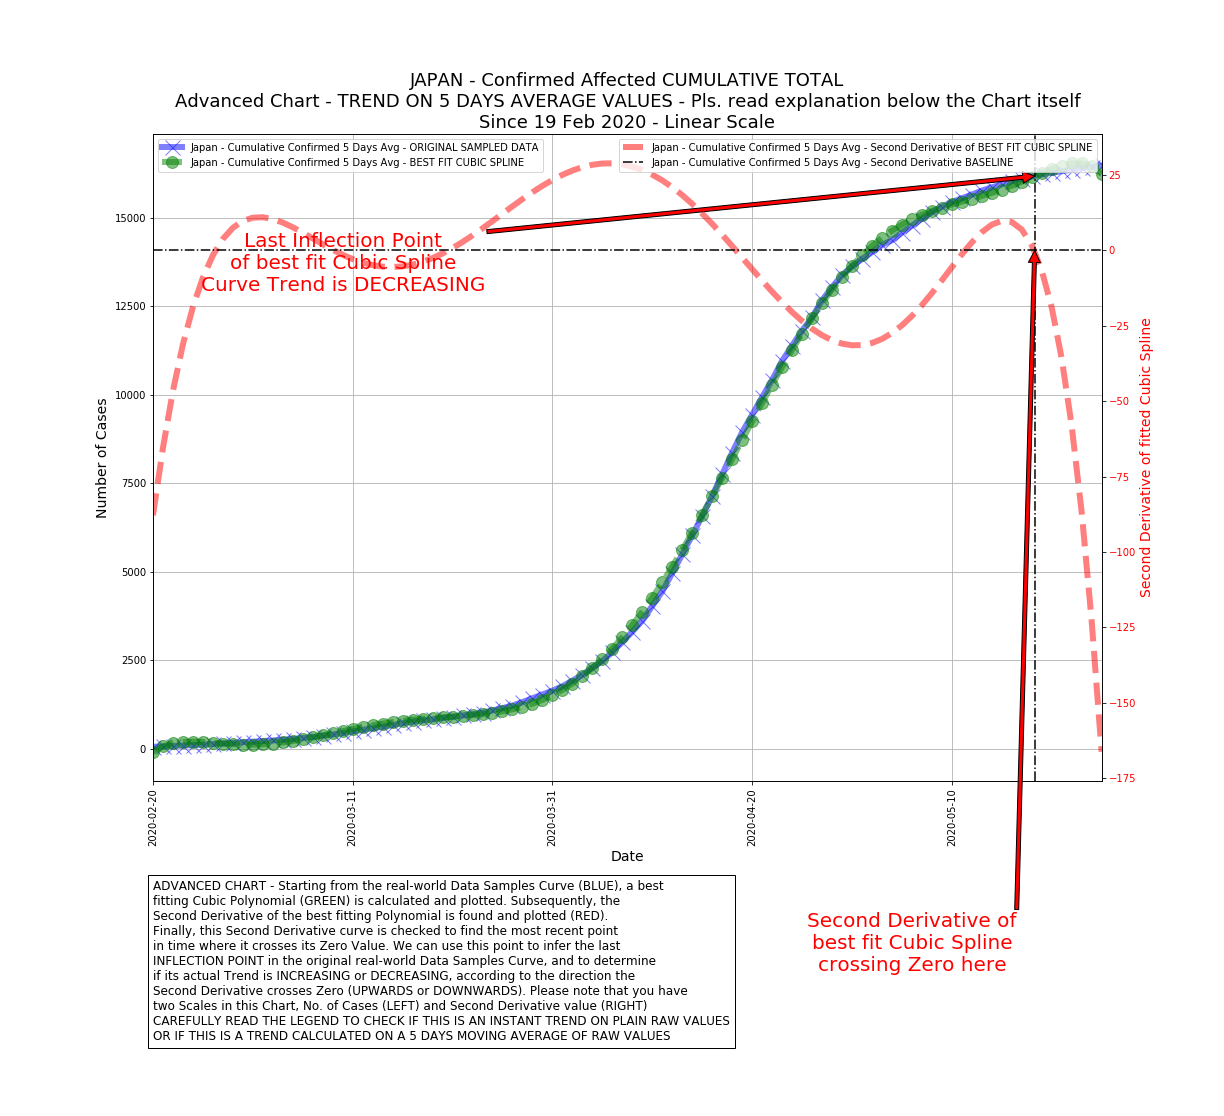 JAPAN - Confirmed Affected CUMULATIVE TOTAL
Advanced Chart - TREND ON 5 DAYS AVERAGE VALUES - Pls. read explanation below the Chart itself
Since 19 Feb 2020 - Linear Scale
Japan - Cumulative Confirmed 5 Days Avg - ORIGINAL SAMPLED DATA
Japan - Cumulative Confirmed 5 Days Avg - BEST FIT CUBIC SPLINE
Japan - Cumulative Confirmed 5 Days Avg - Second Derivative of BEST FIT CUBIC SPLINE
Japan - Cumulative Confirmed 5 Days Avg - Second Derivative BASELINE
Last Inflection Point
of best fit Cubic Spline
Curve Trend is DECREASING
Number of Cases
15000
12500
10000
7500
5000
2500
0
25
0
−25
−50
−75
−100
−125
−150
−175
Second Derivative of fitted Cubic Spline
2020-02-20
2020-03-11
2020-03-31
2020-04-20
2020-05-10
Date
ADVANCED CHART - Starting from the real-world Data Samples Curve (BLUE), a best
fitting Cubic Polynomial (GREEN) is calculated and plotted. Subsequently, the
Second Derivative of the best fitting Polynomial is found and plotted (RED).
Finally, this Second Derivative curve is checked to find the most recent point
in time where it crosses its Zero Value. We can use this point to infer the last
INFLECTION POINT in the original real-world Data Samples Curve, and to determine
if its actual Trend is INCREASING or DECREASING, according to the direction the
Second Derivative crosses Zero (UPWARDS or DOWNWARDS). Please note that you have
two Scales in this Chart, No. of Cases (LEFT) and Second Derivative value (RIGHT)
CAREFULLY READ THE LEGEND TO CHECK IF THIS IS AN INSTANT TREND ON PLAIN RAW VALUES
OR IF THIS IS A TREND CALCULATED ON A 5 DAYS MOVING AVERAGE OF RAW VALUES
Second Derivative of
best fit Cubic Spline
crossing Zero here